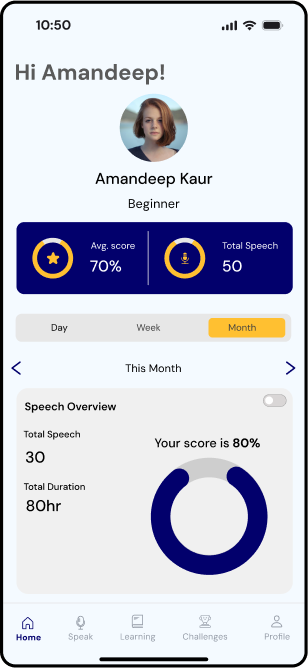 10:50
Hi Amandeep!
Amandeep Kaur
Beginner
Avg. score
70%
Total Speech
50
Day Week Month
This Month
Speech Overview
Total Speech
30
Total Duration
80hr
Your score is 80%
Home Speak Learning Challenges Profile